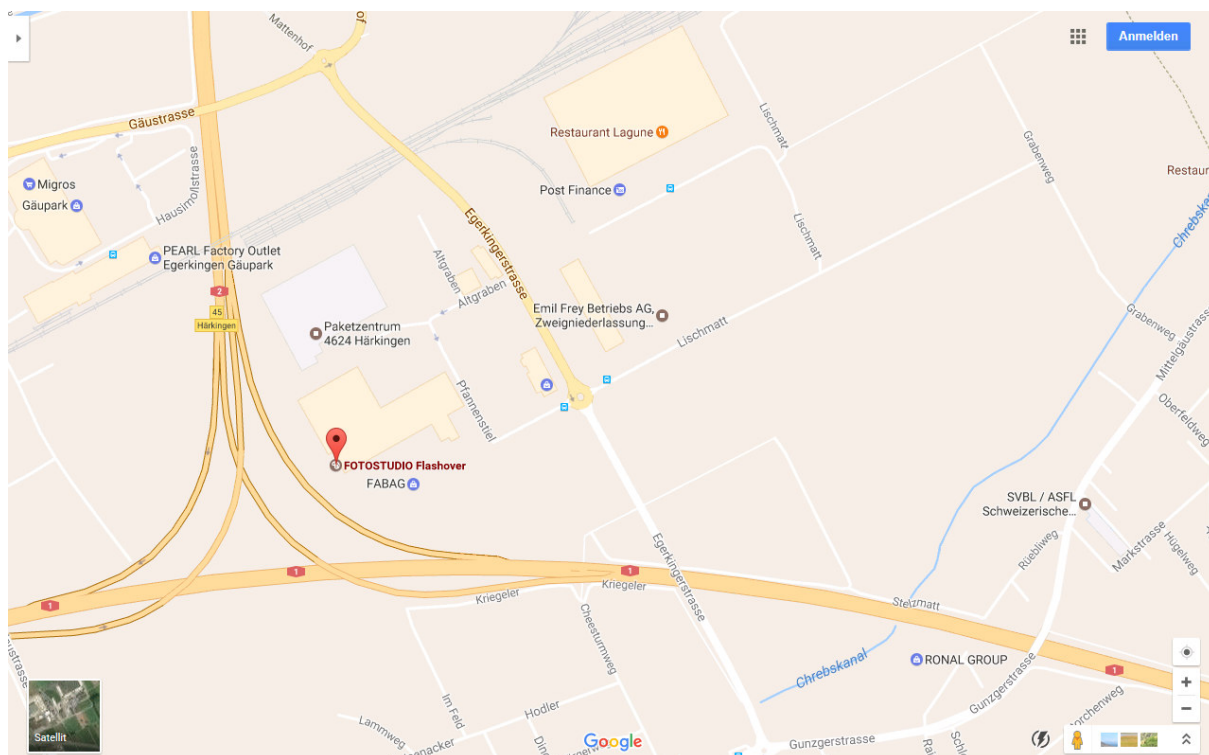 Mattenhof
Anmelden
Gäustrasse
Lischmatt
Restaurant Lagune
Grabenweg
Restaur
Migros
Gäupark
Hausimollstrasse
Post Finance
Egerkingerstrasse
Lischmatt
Chrebska
PEARL Factory Outlet
Egerkingen Gäupark
Altgraben
Altgraben
2
45
Härkingen
Emil Frey Betriebs AG,
Zweigniederlassung...
Lischmatt
Grabenweg
Mittelgäustrasse
Paketzentrum
4624 Härkingen
Pfannenstiel
Oberfeldweg
FOTOSTUDIO Flashover
FABAG
SVBL / ASFL
Schweizerische...
Egerkingerstrasse
Rüebliweg
Markstrasse
Hügelweg
1
1
1
Kriegeler
Kriegeler
Stelzmatt
Cheesturmweg
Chrebskanal
RONAL GROUP
1
Gunzgerstrasse
Im Feld
Hodler
Lammweg
Satellit
Google
Gunzgerstrasse